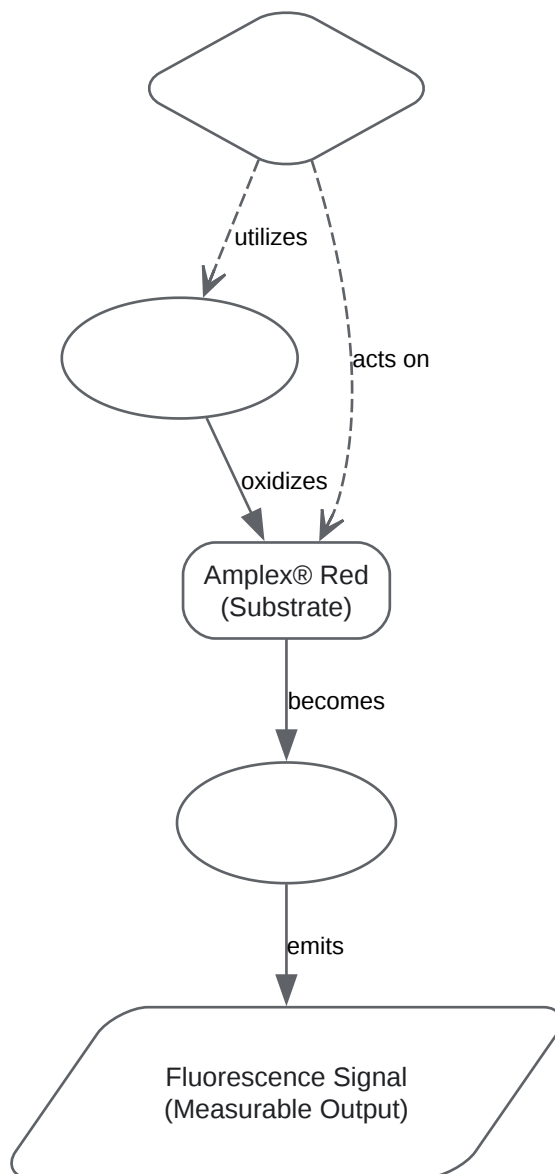 utilizes
acts on
oxidizes
Amplex® Red
(Substrate)
becomes
emits
Fluorescence Signal
(Measurable Output)